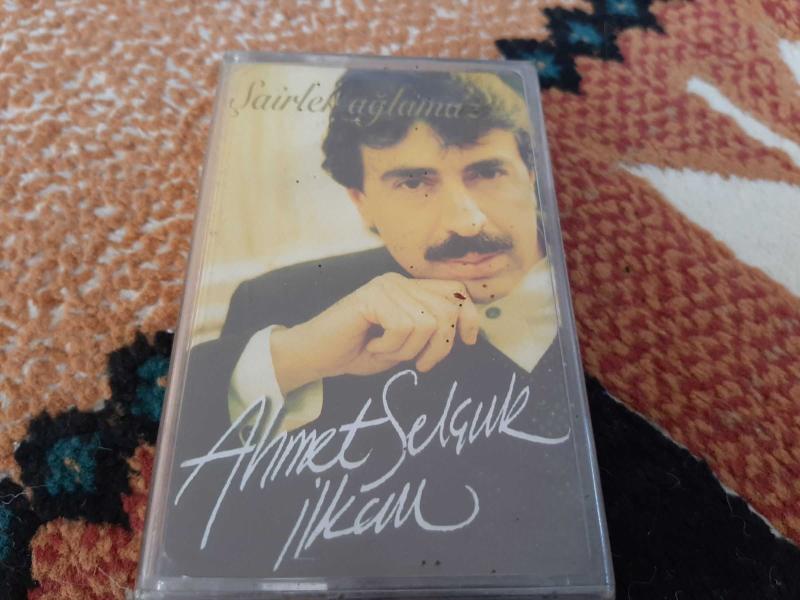 Şairler ağlamaz
Ahmet Selçuk
İlkan